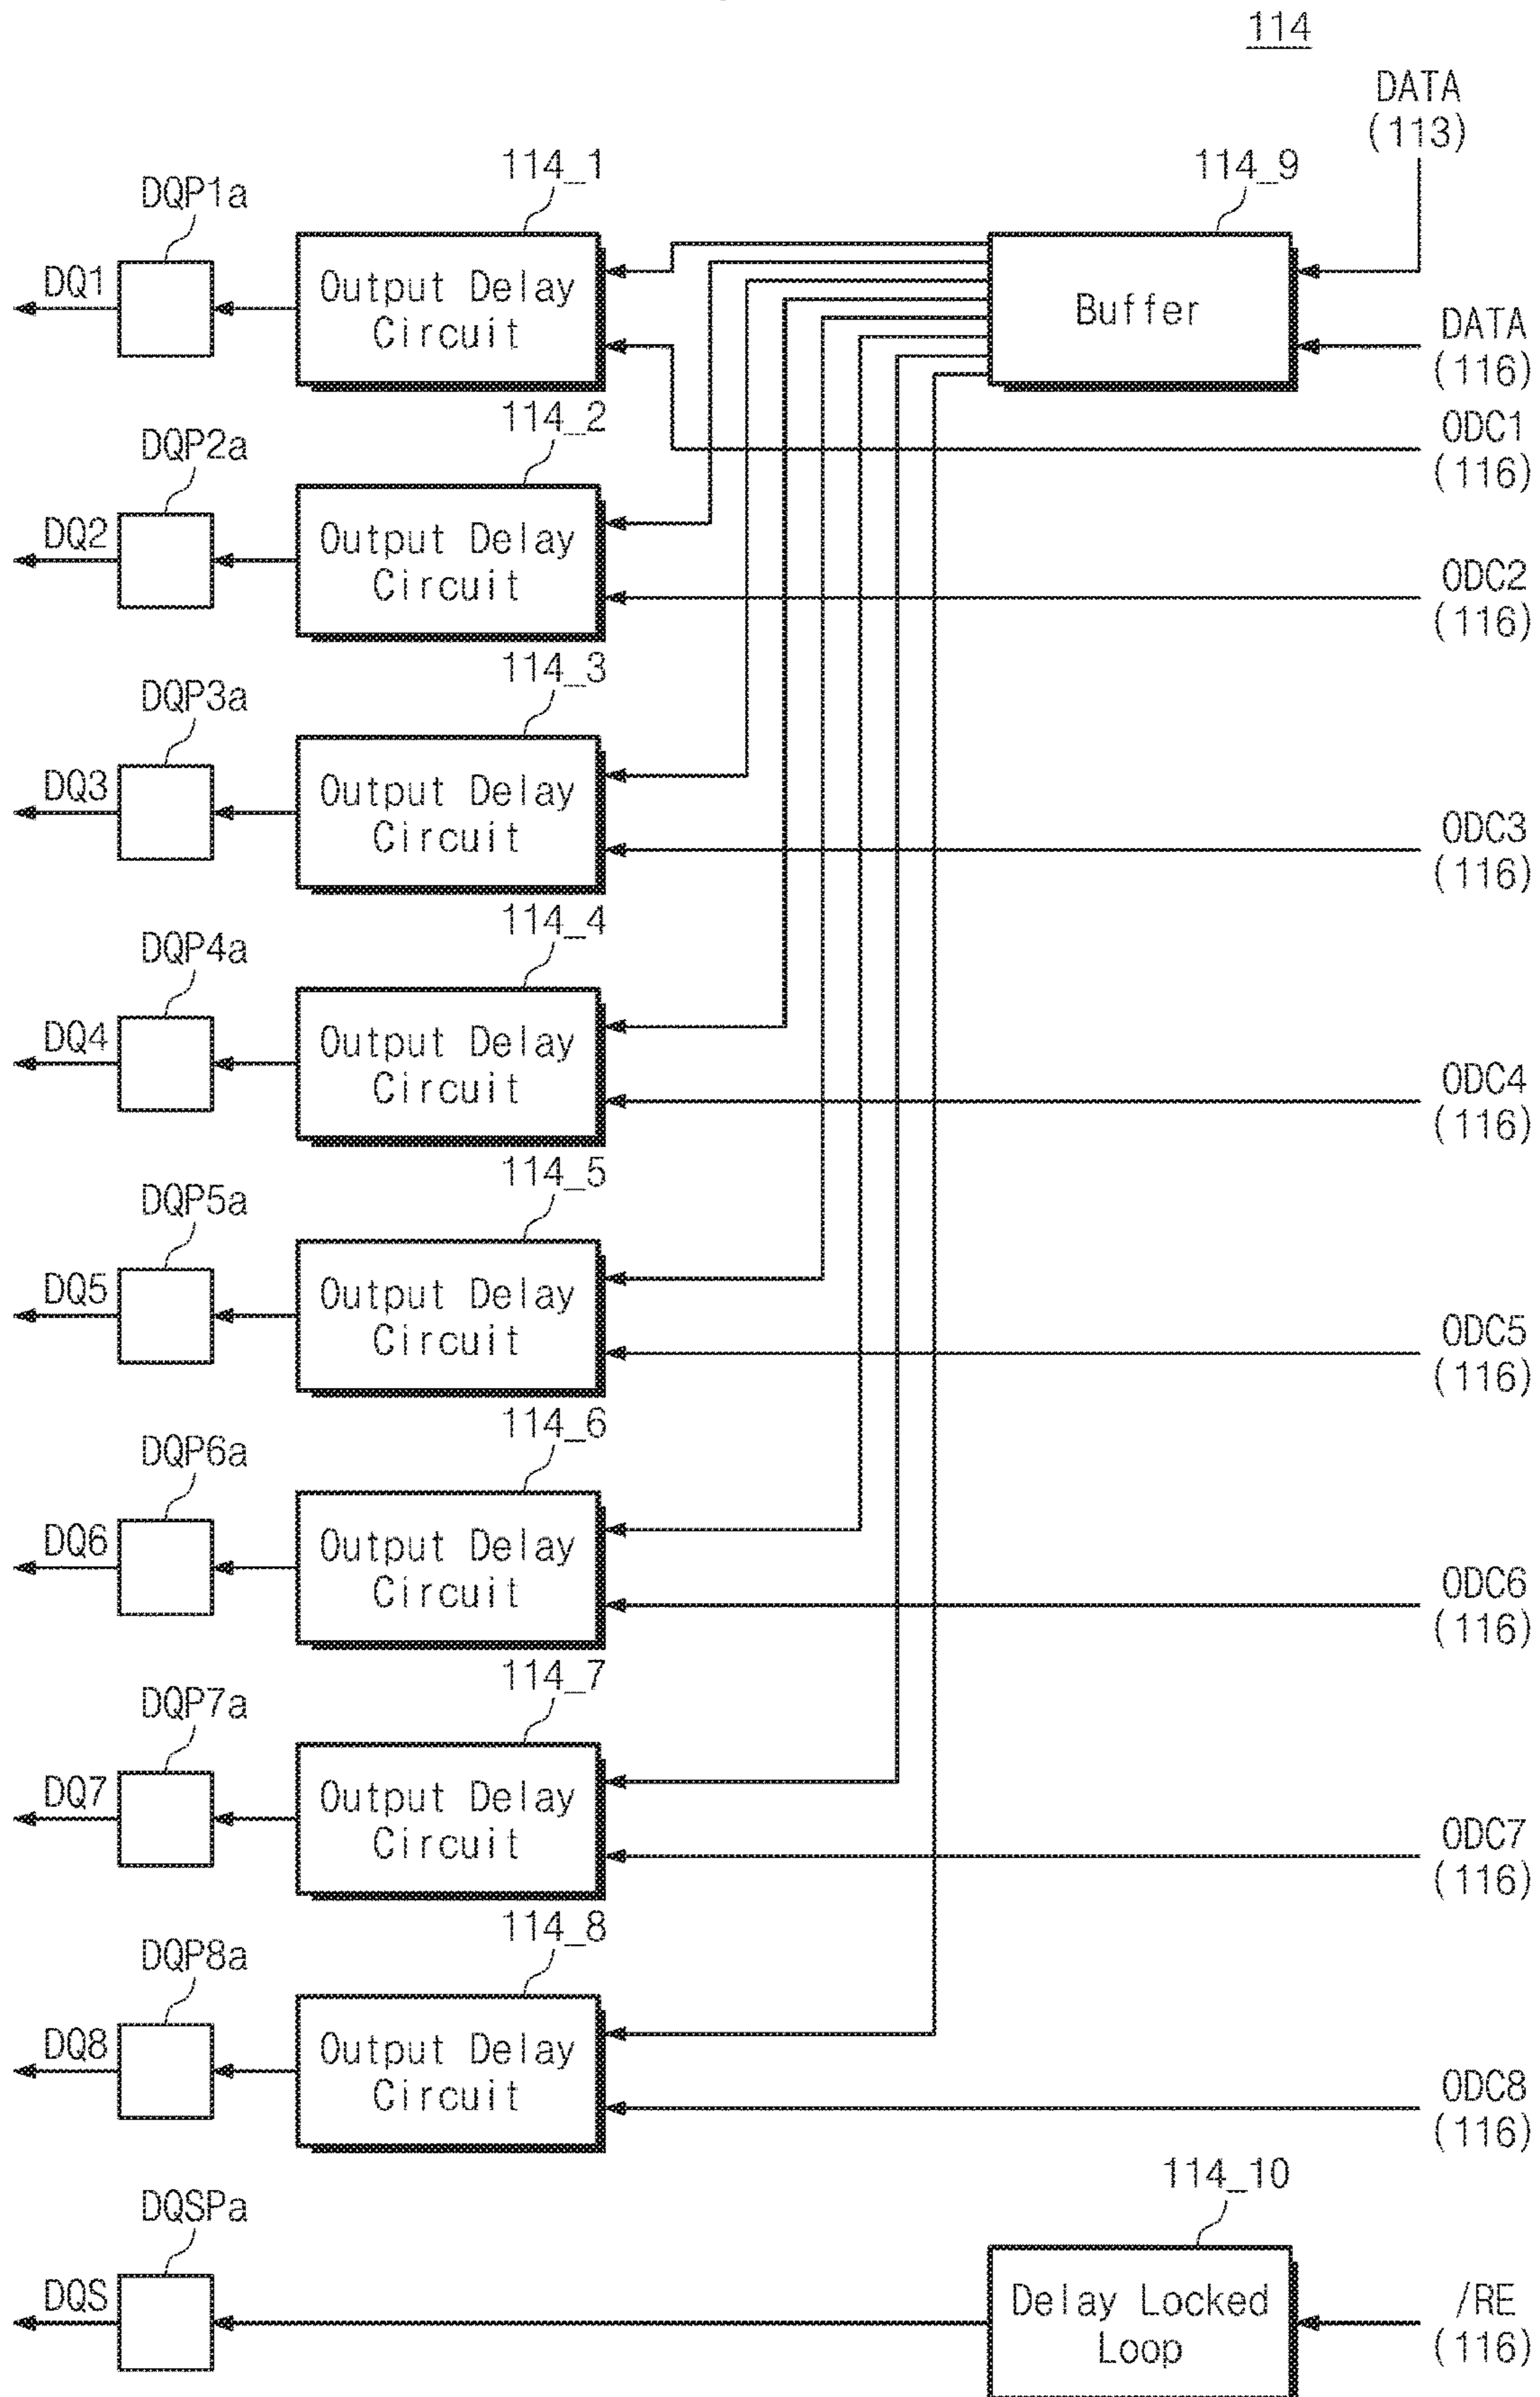 114
DATA
(113)
114_1
114_9
DQP1a
DQ1
Output Delay
Circuit
Buffer
DATA
(116)
ODC1
(116)
114_2
DQP2a
DQ2
Output Delay
Circuit
ODC2
(116)
114_3
DQP3a
DQ3
Output Delay
Circuit
ODC3
(116)
114_4
DQP4a
DQ4
Output Delay
Circuit
ODC4
(116)
114_5
DQP5a
DQ5
Output Delay
Circuit
ODC5
(116)
114_6
DQP6a
DQ6
Output Delay
Circuit
ODC6
(116)
114_7
DQP7a
DQ7
Output Delay
Circuit
ODC7
(116)
114_8
DQP8a
DQ8
Output Delay
Circuit
ODC8
(116)
114_10
DQSPa
DQS
Delay Locked
Loop
/RE
(116)